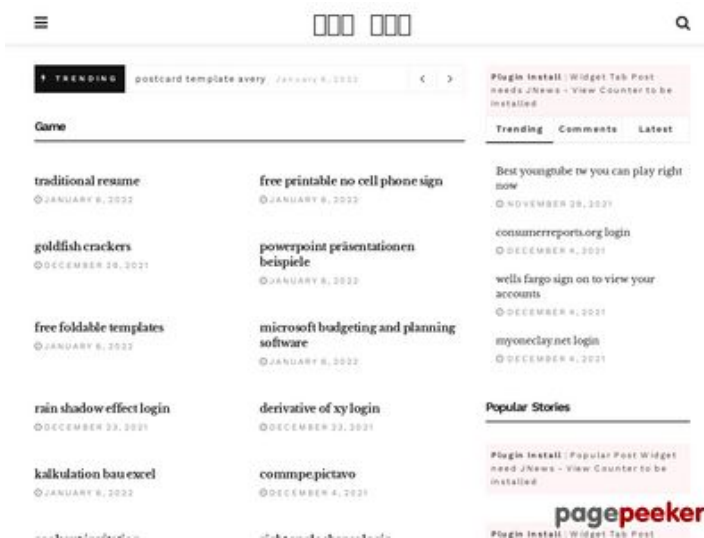 TRENDING postcard template avery January 6, 2022
Plugin Install : Widget Tab Post
needs JNews - View Counter to be
installed
Trending Comments Latest
Game
traditional resume
JANUARY 6, 2022
free printable no cell phone sign
JANUARY 6, 2022
goldfish crackers
DECEMBER 26, 2021
powerpoint präsentationen
beispiele
JANUARY 6, 2022
free foldable templates
JANUARY 6, 2022
microsoft budgeting and planning
software
JANUARY 6, 2022
rain shadow effect login
DECEMBER 23, 2021
derivative of xy login
DECEMBER 23, 2021
kalkulation bau excel
JANUARY 6, 2022
commpe.pictavo
DECEMBER 4, 2021
Best youngtube tw you can play right
now
NOVEMBER 26, 2021
consumerreports.org login
DECEMBER 4, 2021
wells fargo sign on to view your
accounts
DECEMBER 4, 2021
myoneclay.net login
DECEMBER 4, 2021
Popular Stories
Plugin Install : Popular Post Widget
need JNews - View Counter to be
installed
pagepeeker
Plugin Install : Widget Tab Post